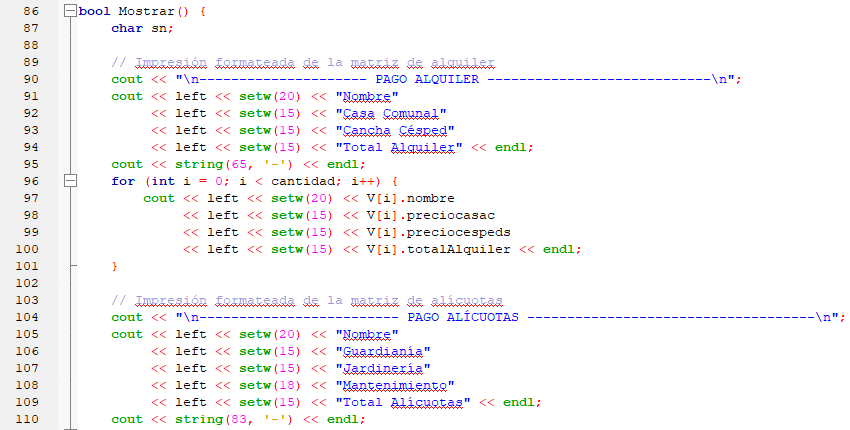 86 bool Mostrar() {
87 char sn;
88
89 // Impresión formateada de la matriz de alquiler
90 cout << "\n--------------------- PAGO ALQUILER ----------------------------\n";
91 cout << left << setw(20) << "Nombre"
92 << left << setw(15) << "Casa Comunal"
93 << left << setw(15) << "Cancha Césped"
94 << left << setw(15) << "Total Alquiler" << endl;
95 cout << string(65, '-') << endl;
96 for (int i = 0; i < cantidad; i++) {
97 cout << left << setw(20) << V[i].nombre
98 << left << setw(15) << V[i].preciocasac
99 << left << setw(15) << V[i].preciocespeds
100 << left << setw(15) << V[i].totalAlquiler << endl;
101 }
102
103 // Impresión formateada de la matriz de alícuotas
104 cout << "\n------------------------- PAGO ALÍCUOTAS ------------------------------------\n";
105 cout << left << setw(20) << "Nombre"
106 << left << setw(15) << "Guardianía"
107 << left << setw(15) << "Jardinería"
108 << left << setw(18) << "Mantenimiento"
109 << left << setw(15) << "Total Alícuotas" << endl;
110 cout << string(83, '-') << endl;